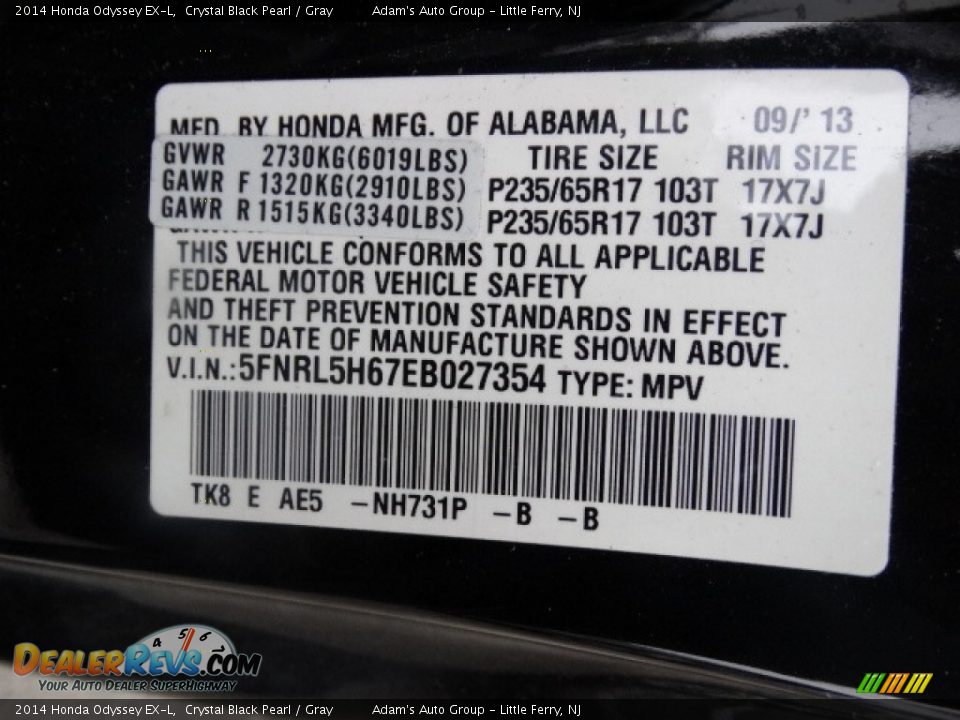 2014 Honda Odyssey EX-L, Crystal Black Pearl / Gray Adam's Auto Group - Little Ferry, NJ
MFD. BY HONDA MFG. OF ALABAMA, LLC 09/' 13
GVWR 2730KG(6019LBS) TIRE SIZE RIM SIZE
GAWR F 1320KG(2910LBS) P235/65R17 103T 17X7J
GAWR R 1515KG(3340LBS) P235/65R17 103T 17X7J
THIS VEHICLE CONFORMS TO ALL APPLICABLE
FEDERAL MOTOR VEHICLE SAFETY
AND THEFT PREVENTION STANDARDS IN EFFECT
ON THE DATE OF MANUFACTURE SHOWN ABOVE.
V.I.N.:5FNRL5H67EB027354 TYPE: MPV
TK8 E AE5 -NH731P -B -B
4 5 6
DEALERREVS.COM
YOUR AUTO DEALER SUPERHIGHWAY
2014 Honda Odyssey EX-L, Crystal Black Pearl / Gray Adam's Auto Group - Little Ferry, NJ